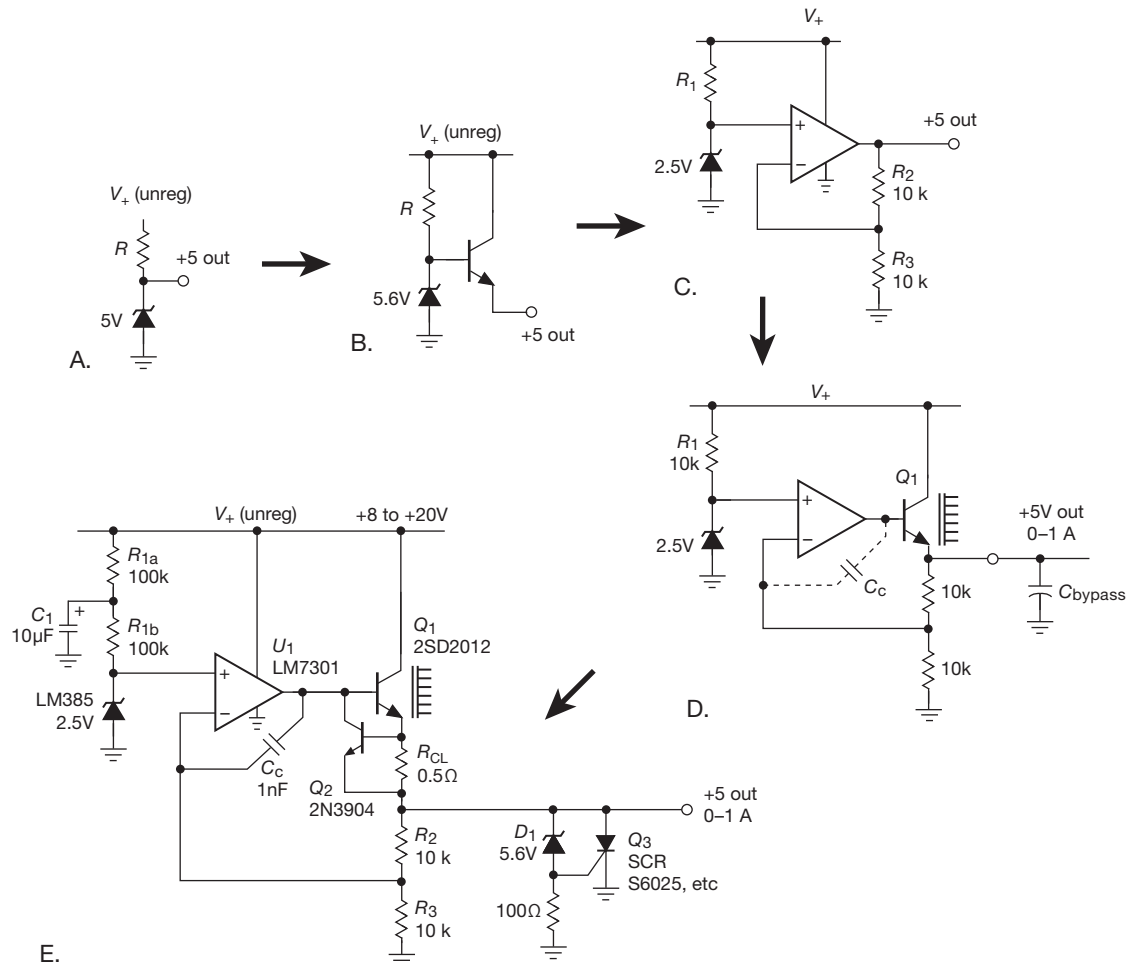 V+ (unreg)
R
+5 out
5V
A.
V+ (unreg)
R
5.6V
+5 out
B.
V+
R1
+
−
2.5V
+5 out
R2
10 k
R3
10 k
C.
V+
R1
10k
+
−
2.5V
Q1
Cc
+5V out
0–1 A
10k
Cbypass
10k
D.
V+ (unreg)
+8 to +20V
R1a
100k
C1
+
10µF
R1b
100k
U1
LM7301
Q1
2SD2012
+
−
LM385
2.5V
Cc
1nF
Q2
2N3904
RCL
0.5Ω
+5 out
0–1 A
R2
10 k
D1
5.6V
Q3
SCR
S6025, etc
100Ω
R3
10 k
E.